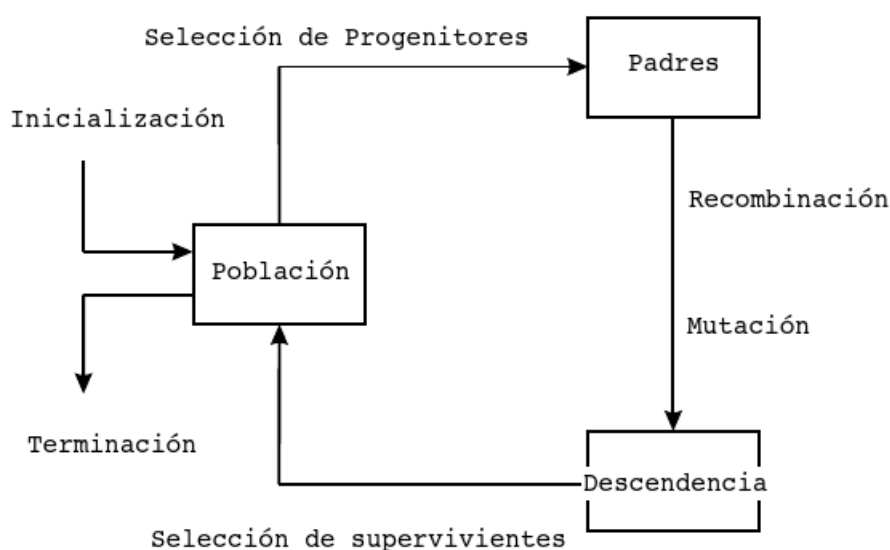 Selección de Progenitores
Padres
Inicialización
Recombinación
Población
Mutación
Terminación
Descendencia
Selección de supervivientes